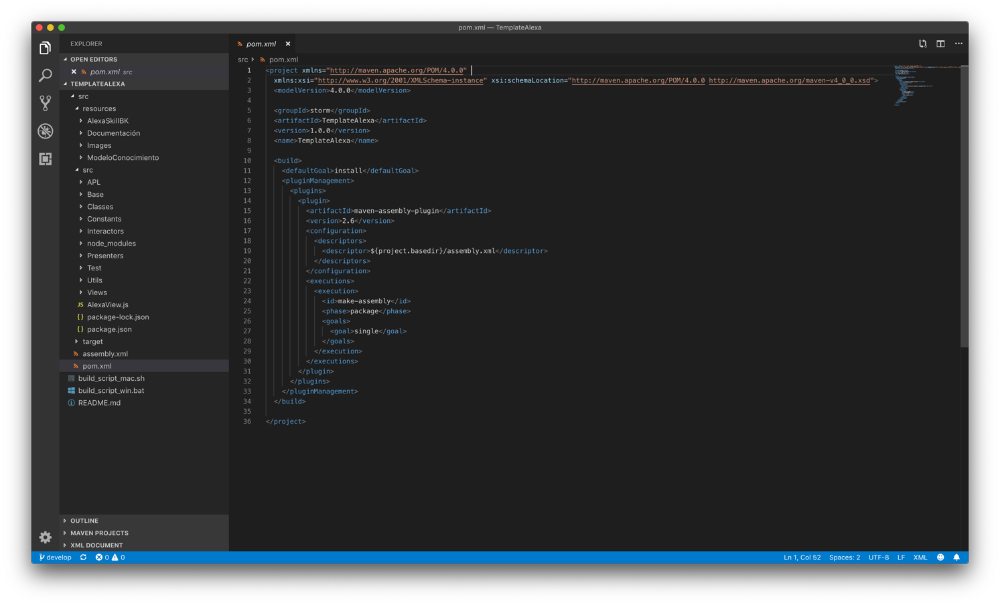 pom.xml — TemplateAlexa
EXPLORER
OPEN EDITORS
pom.xml src
TEMPLATEALEXA
src
resources
AlexaSkillBK
Documentación
Images
ModeloConocimiento
src
APL
Base
Classes
Constants
Interactors
node_modules
Presenters
Test
Utils
Views
JS AlexaView.js
{} package-lock.json
{} package.json
target
assembly.xml
pom.xml
build_script_mac.sh
build_script_win.bat
README.md
OUTLINE
MAVEN PROJECTS
XML DOCUMENT
pom.xml
src pom.xml
1 <project xmlns="http://maven.apache.org/POM/4.0.0"
2 xmlns:xsi="http://www.w3.org/2001/XMLSchema-instance" xsi:schemaLocation="http://maven.apache.org/POM/4.0.0 http://maven.apache.org/maven-v4_0_0.xsd">
3 <modelVersion>4.0.0</modelVersion>
4
5 <groupId>storm</groupId>
6 <artifactId>TemplateAlexa</artifactId>
7 <version>1.0.0</version>
8 <name>TemplateAlexa</name>
9
10 <build>
11 <defaultGoal>install</defaultGoal>
12 <pluginManagement>
13 <plugins>
14 <plugin>
15 <artifactId>maven-assembly-plugin</artifactId>
16 <version>2.6</version>
17 <configuration>
18 <descriptors>
19 <descriptor>${project.basedir}/assembly.xml</descriptor>
20 </descriptors>
21 </configuration>
22 <executions>
23 <execution>
24 <id>make-assembly</id>
25 <phase>package</phase>
26 <goals>
27 <goal>single</goal>
28 </goals>
29 </execution>
30 </executions>
31 </plugin>
32 </plugins>
33 </pluginManagement>
34 </build>
35
36 </project>
develop 0 0 Ln 1, Col 52 Spaces: 2 UTF-8 LF XML